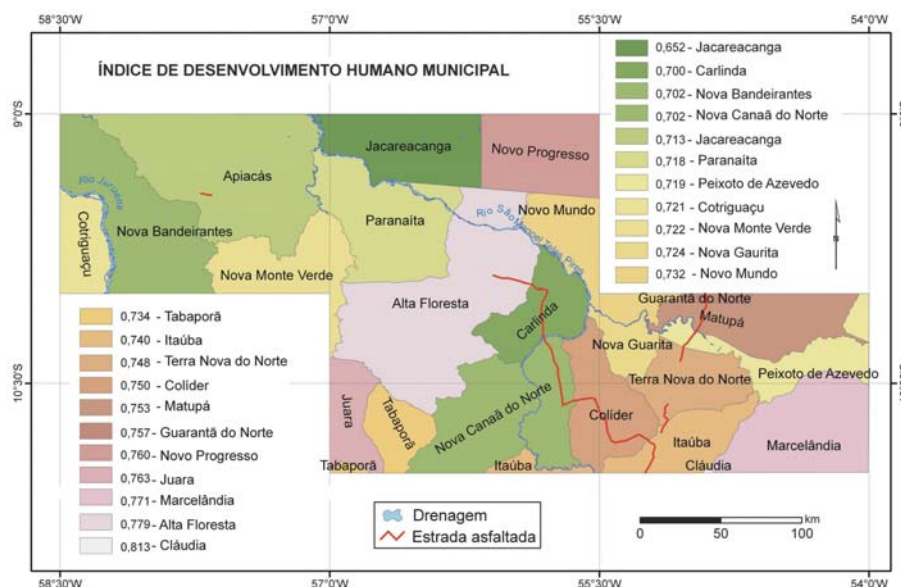 58°30'W 57°0'W 55°30'W 54°0'W
ÍNDICE DE DESENVOLVIMENTO HUMANO MUNICIPAL
0,652 - Jacareacanga
0,700 - Carlinda
0,702 - Nova Bandeirantes
0,702 - Nova Canaã do Norte
0,713 - Jacareacanga
0,718 - Paranaíta
0,719 - Peixoto de Azevedo
0,721 - Cotriguaçu
0,722 - Nova Monte Verde
0,724 - Nova Gaurita
0,732 - Novo Mundo
N
9°0'S
Jacareacanga
Novo Progresso
Apiacás
Rio Juruena
Cotriguaçu
Nova Bandeirantes
Paranaíta
Novo Mundo
Nova Monte Verde
Alta Floresta
Carlinda
Guarantã do Norte
Matupá
Nova Guarita
Terra Nova do Norte
Peixoto de Azevedo
10°30'S
Juara
Tabaporã
Nova Canaã do Norte
Colider
Itaúba
Marcelândia
Tabaporã
Itaúba
Cláudia
0,734 - Tabaporã
0,740 - Itaúba
0,748 - Terra Nova do Norte
0,750 - Colider
0,753 - Matupá
0,757 - Guarantã do Norte
0,760 - Novo Progresso
0,763 - Juara
0,771 - Marcelândia
0,779 - Alta Floresta
0,813 - Cláudia
Drenagem
Estrada asfaltada
km
0 50 100
58°30'W 57°0'W 55°30'W 54°0'W